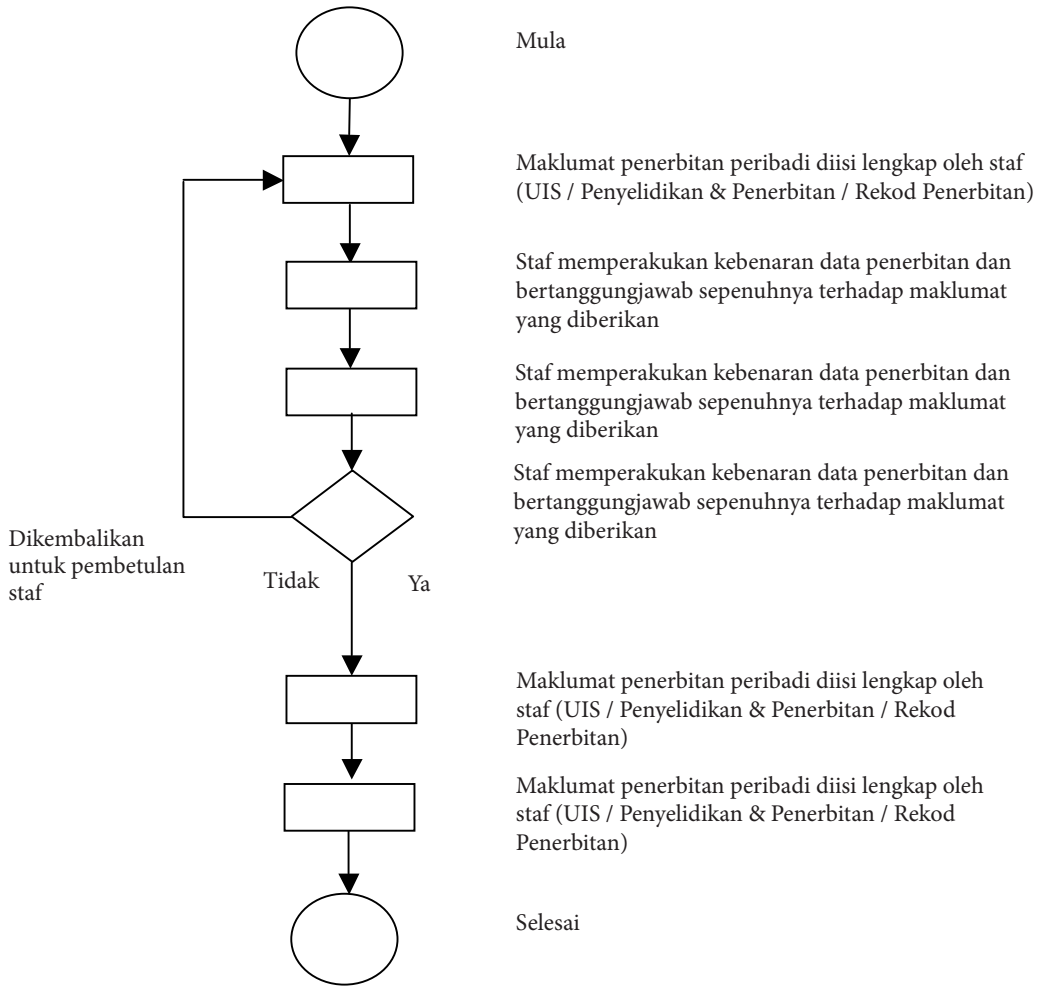 Mula
Maklumat penerbitan peribadi diisi lengkap oleh staf
(UIS / Penyelidikan & Penerbitan / Rekod Penerbitan)
Staf memperakukan kebenaran data penerbitan dan
bertanggungjawab sepenuhnya terhadap maklumat
yang diberikan
Staf memperakukan kebenaran data penerbitan dan
bertanggungjawab sepenuhnya terhadap maklumat
yang diberikan
Staf memperakukan kebenaran data penerbitan dan
bertanggungjawab sepenuhnya terhadap maklumat
yang diberikan
Dikembalikan
untuk pembetulan
staf
Tidak
Ya
Maklumat penerbitan peribadi diisi lengkap oleh
staf (UIS / Penyelidikan & Penerbitan / Rekod
Penerbitan)
Maklumat penerbitan peribadi diisi lengkap oleh
staf (UIS / Penyelidikan & Penerbitan / Rekod
Penerbitan)
Selesai